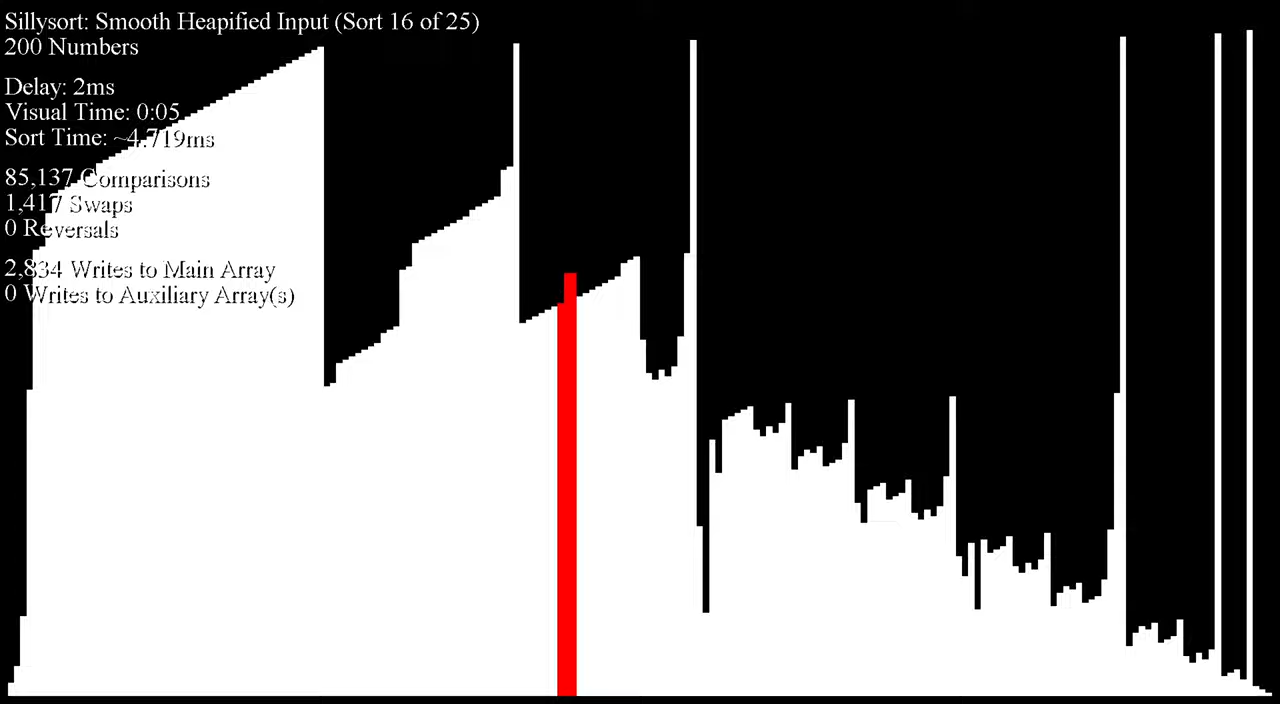 Sillysort: Smooth Heapified Input (Sort 16 of 25)
200 Numbers
Delay: 2ms
Visual Time: 0:05
Sort Time: ~4.719ms
85,137 Comparisons
1,417 Swaps
0 Reversals
2,834 Writes to Main Array
0 Writes to Auxiliary Array(s)